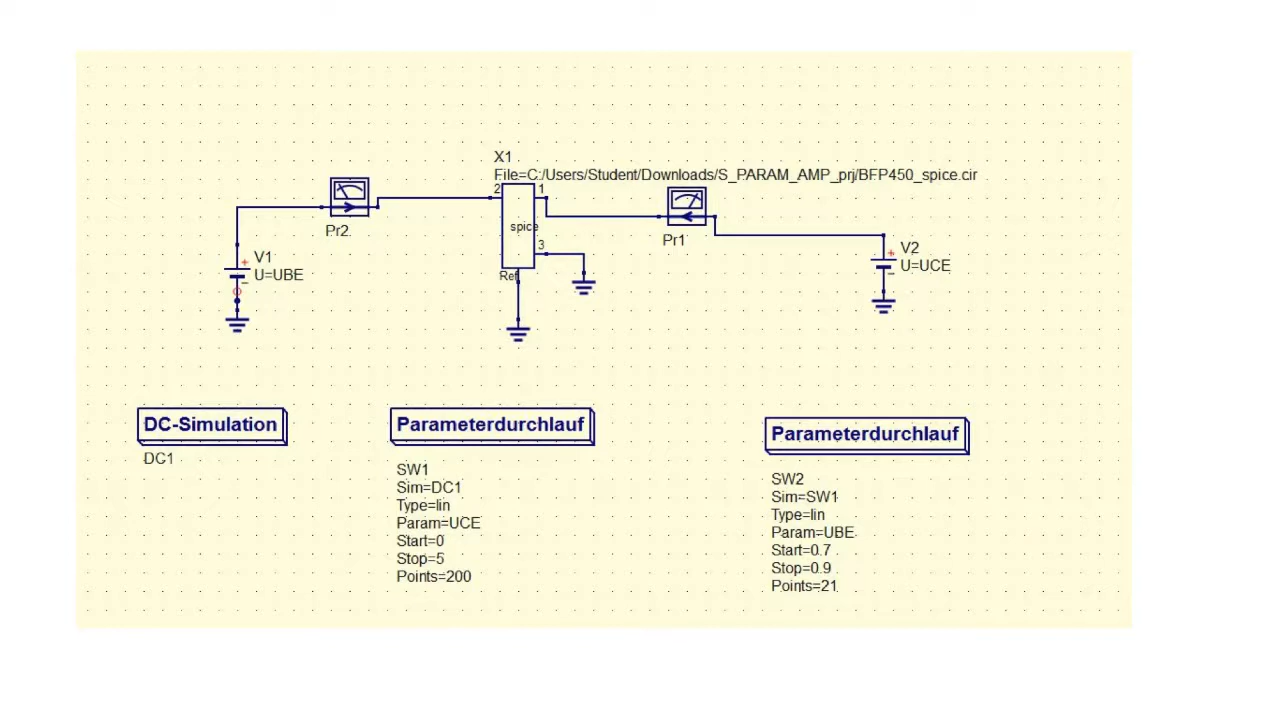 X1
File=C:/Users/Student/Downloads/S_PARAM_AMP_prj/BFP450_spice.cir
2
1
spice
3
Ref
Pr2
Pr1
V1
U=UBE
V2
U=UCE
DC-Simulation
DC1
Parameterdurchlauf
SW1
Sim=DC1
Type=lin
Param=UCE
Start=0
Stop=5
Points=200
Parameterdurchlauf
SW2
Sim=SW1
Type=lin
Param=UBE
Start=0.7
Stop=0.9
Points=21